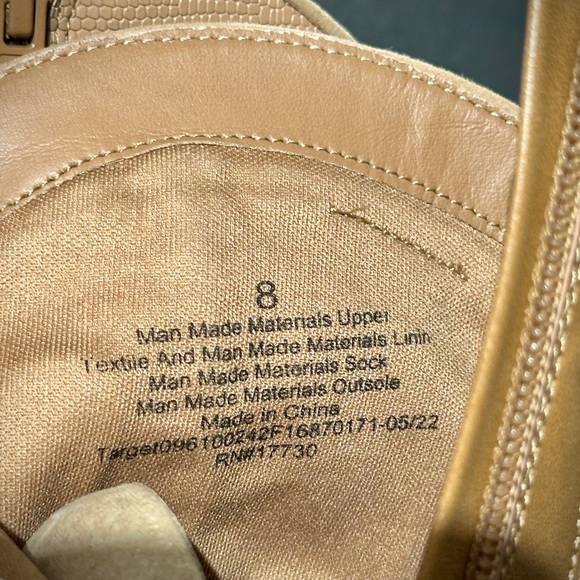 8
Man Made Materials Upper
Textile And Man Made Materials Linin
Man Made Materials Sock
Man Made Materials Outsole
Made in China
Target096100242F16870171-05/22
RN#17730